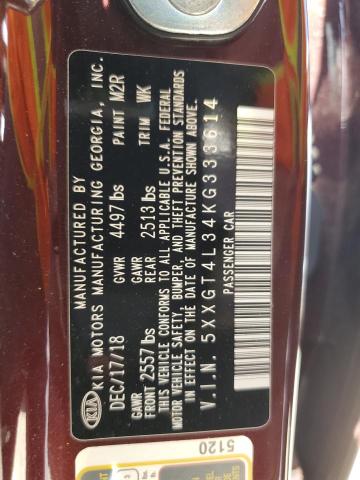 MANUFACTURED BY
KIA KIA MOTORS MANUFACTURING GEORGIA, INC.
DEC/17/18 GVWR 4497 lbs PAINT M2R
GAWR GAWR TRIM WK
FRONT 2557 lbs REAR 2513 lbs
THIS VEHICLE CONFORMS TO ALL APPLICABLE U.S.A. FEDERAL
MOTOR VEHICLE SAFETY, BUMPER, AND THEFT PREVENTION STANDARDS
IN EFFECT ON THE DATE OF MANUFACTURE SHOWN ABOVE.
V.I.N. 5XXGT4L34KG333614
PASSENGER CAR
5120